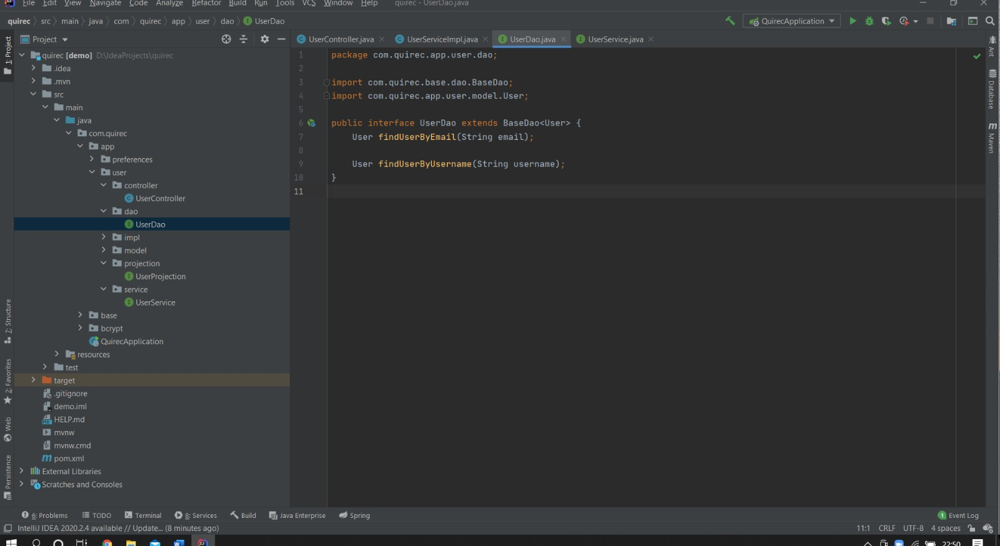 File Edit View Navigate Code Analyze Refactor Build Run Tools VCS Window Help quirec - UserDao.java
quirec src main java com quirec app user dao UserDao
QuirecApplication
Project
UserController.java UserServiceImpl.java UserDao.java UserService.java
1: Project
quirec [demo] D:\IdeaProjects\quirec
.idea
.mvn
src
main
java
com.quirec
app
preferences
user
controller
UserController
dao
UserDao
impl
model
projection
UserProjection
service
UserService
base
bcrypt
QuirecApplication
resources
test
target
.gitignore
demo.iml
HELP.md
mvnw
mvnw.cmd
pom.xml
External Libraries
Scratches and Consoles
7: Structure
2: Favorites
Web
Persistence
1 package com.quirec.app.user.dao;
2
3 import com.quirec.base.dao.BaseDao;
4 import com.quirec.app.user.model.User;
5
6 public interface UserDao extends BaseDao<User> {
7 User findUserByEmail(String email);
8
9 User findUserByUsername(String username);
10 }
11
Ant
Database
Maven
6: Problems TODO Terminal 8: Services Build Java Enterprise Spring 1 Event Log
IntelliJ IDEA 2020.2.4 available // Update... (8 minutes ago) 11:1 CRLF UTF-8 4 spaces
22:50